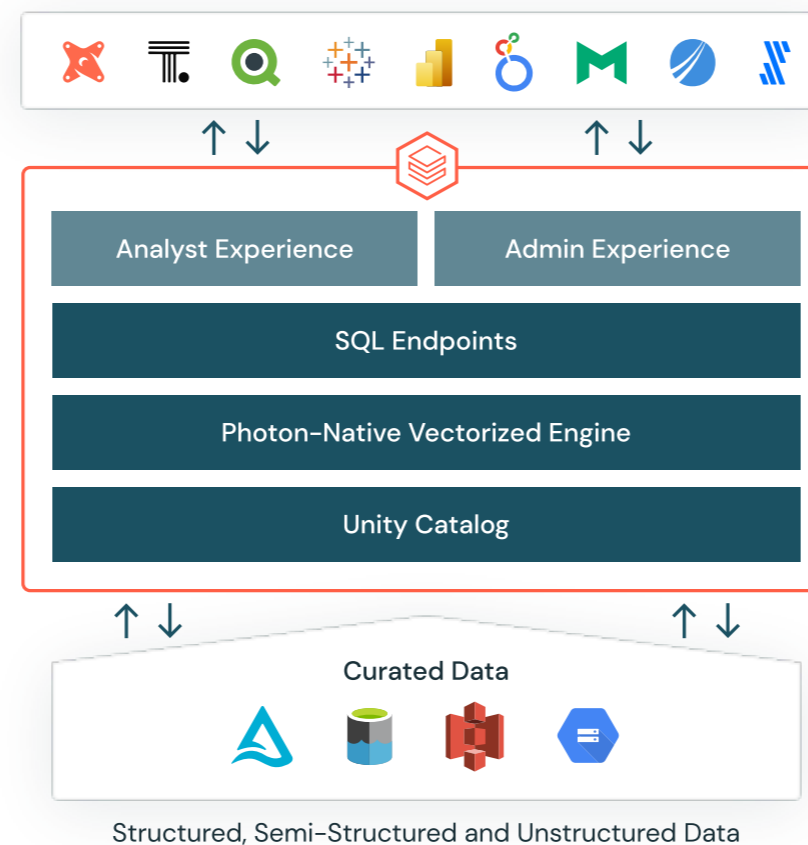 Analyst Experience
Admin Experience
SQL Endpoints
Photon-Native Vectorized Engine
Unity Catalog
Curated Data
Structured, Semi-Structured and Unstructured Data